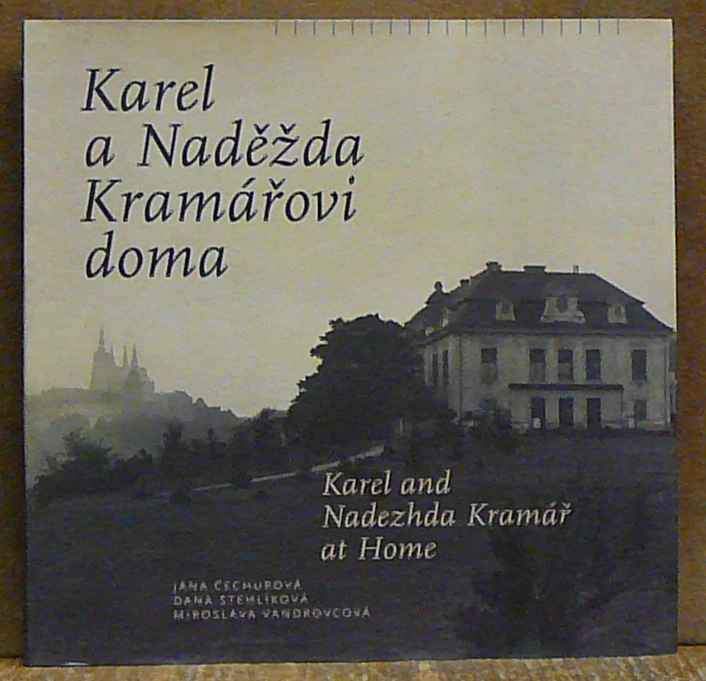 Karel
a Naděžda
Kramářovi
doma
Karel and
Nadezhda Kramář
at Home
JANA ČECHUROVÁ
DANA STEHLÍKOVÁ
MIROSLAVA VANDROVCOVÁ